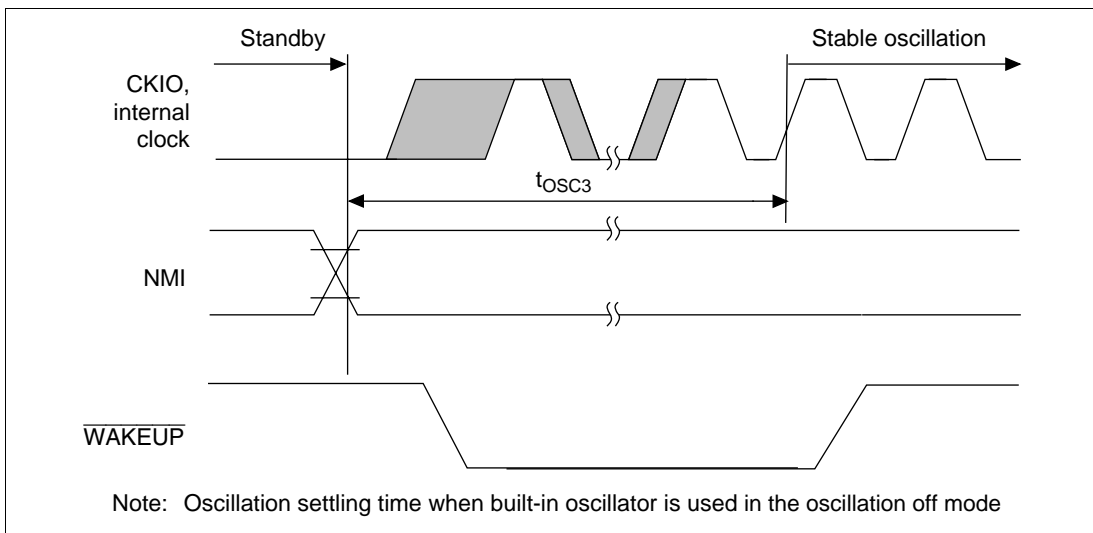 Standby
Stable oscillation
CKIO,
internal
clock
tOSC3
NMI
WAKEUP
Note: Oscillation settling time when built-in oscillator is used in the oscillation off mode